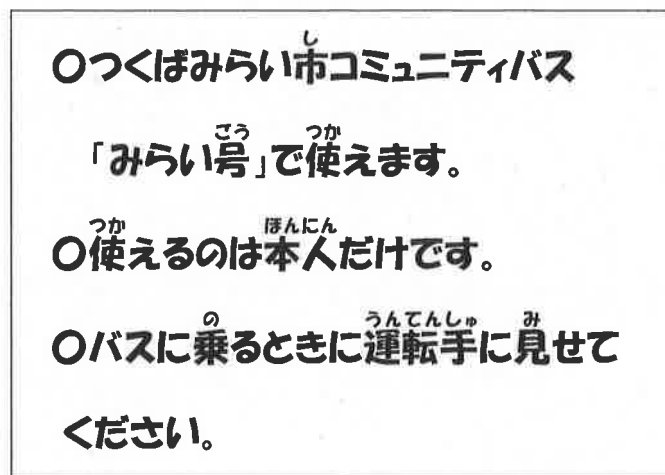 ○つくばみらい市コミュニティバス
「みらい号」で使えます。
○使えるのは本人だけです。
○バスに乗るときに運転手に見せて
ください。